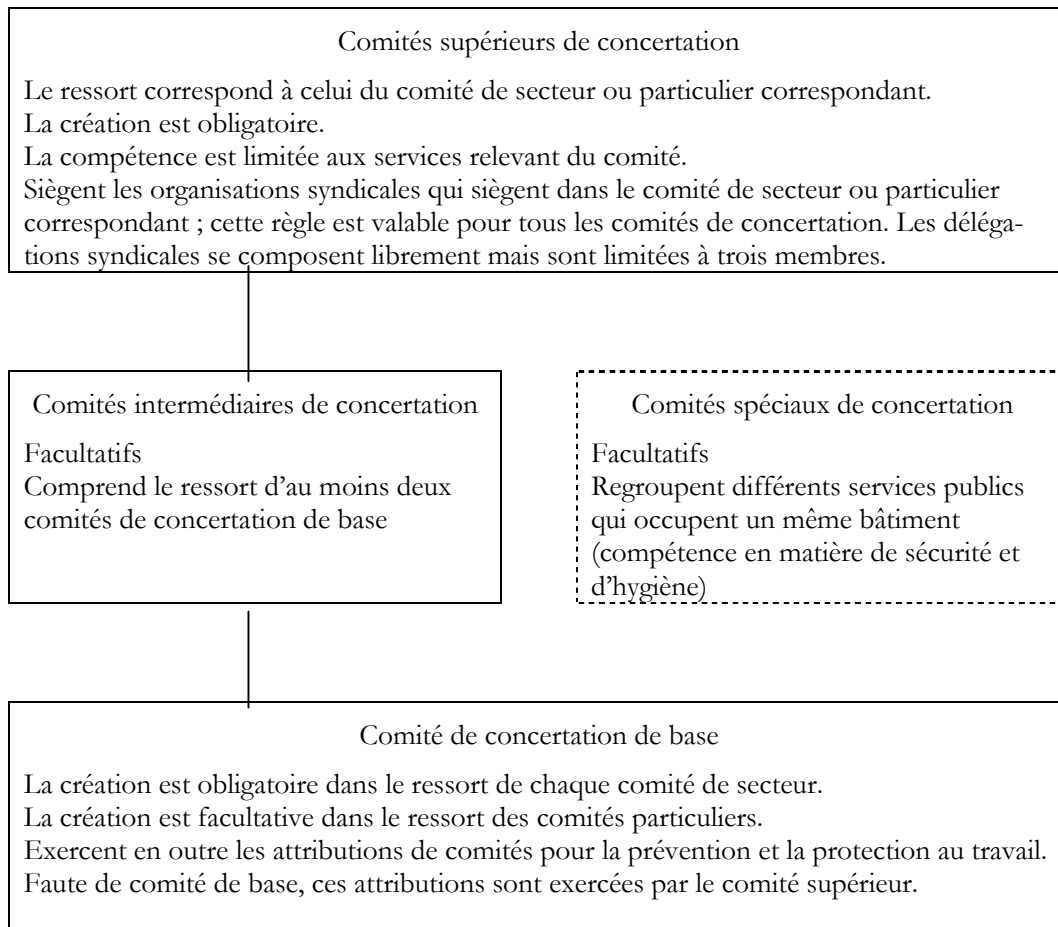 Comités supérieurs de concertation
Le ressort correspond à celui du comité de secteur ou particulier correspondant.
La création est obligatoire.
La compétence est limitée aux services relevant du comité.
Siègent les organisations syndicales qui siègent dans le comité de secteur ou particulier
correspondant ; cette règle est valable pour tous les comités de concertation. Les déléga-
tions syndicales se composent librement mais sont limitées à trois membres.
Comités intermédiaires de concertation
Facultatifs
Comprend le ressort d'au moins deux
comités de concertation de base
Comités spéciaux de concertation
Facultatifs
Regroupent différents services publics
qui occupent un même bâtiment
(compétence en matière de sécurité et
d'hygiène)
Comité de concertation de base
La création est obligatoire dans le ressort de chaque comité de secteur.
La création est facultative dans le ressort des comités particuliers.
Exercent en outre les attributions de comités pour la prévention et la protection au travail.
Faute de comité de base, ces attributions sont exercées par le comité supérieur.